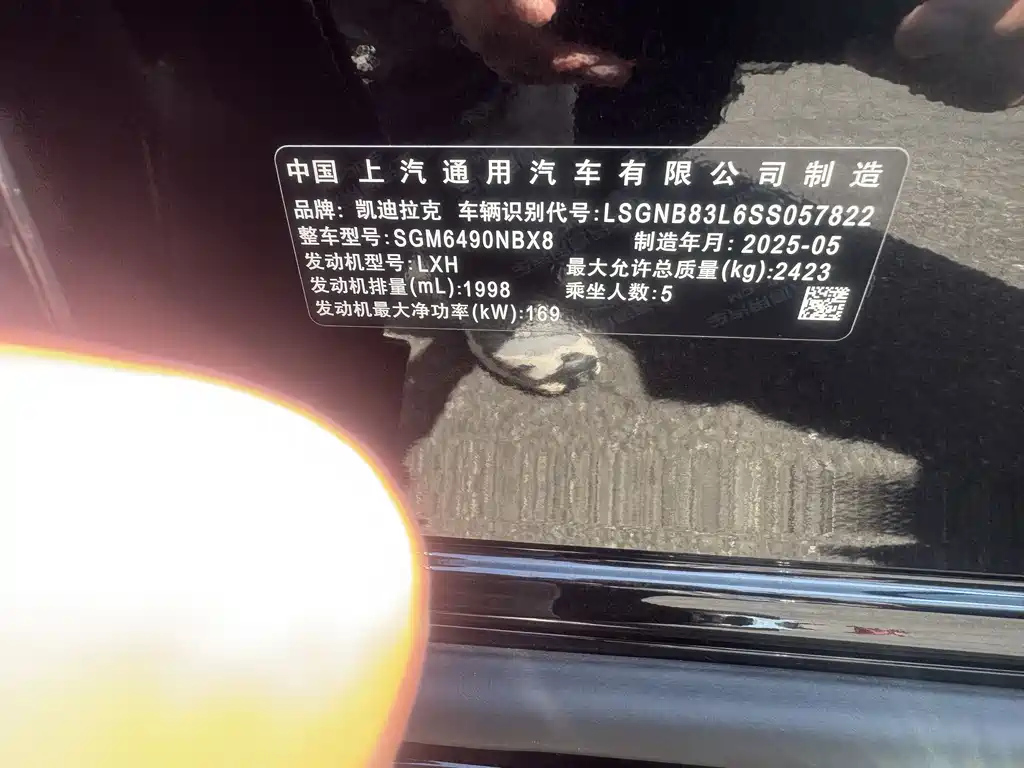 中国 上汽通用汽车有限公司制造
品牌: 凯迪拉克 车辆识别代号:LSGNB83L6SS057822
整车型号:SGM6490NBX8 制造年月: 2025-05
发动机型号:LXH 最大允许总质量(kg):2423
发动机排量(mL):1998 乘坐人数:5
发动机最大净功率(kW):169